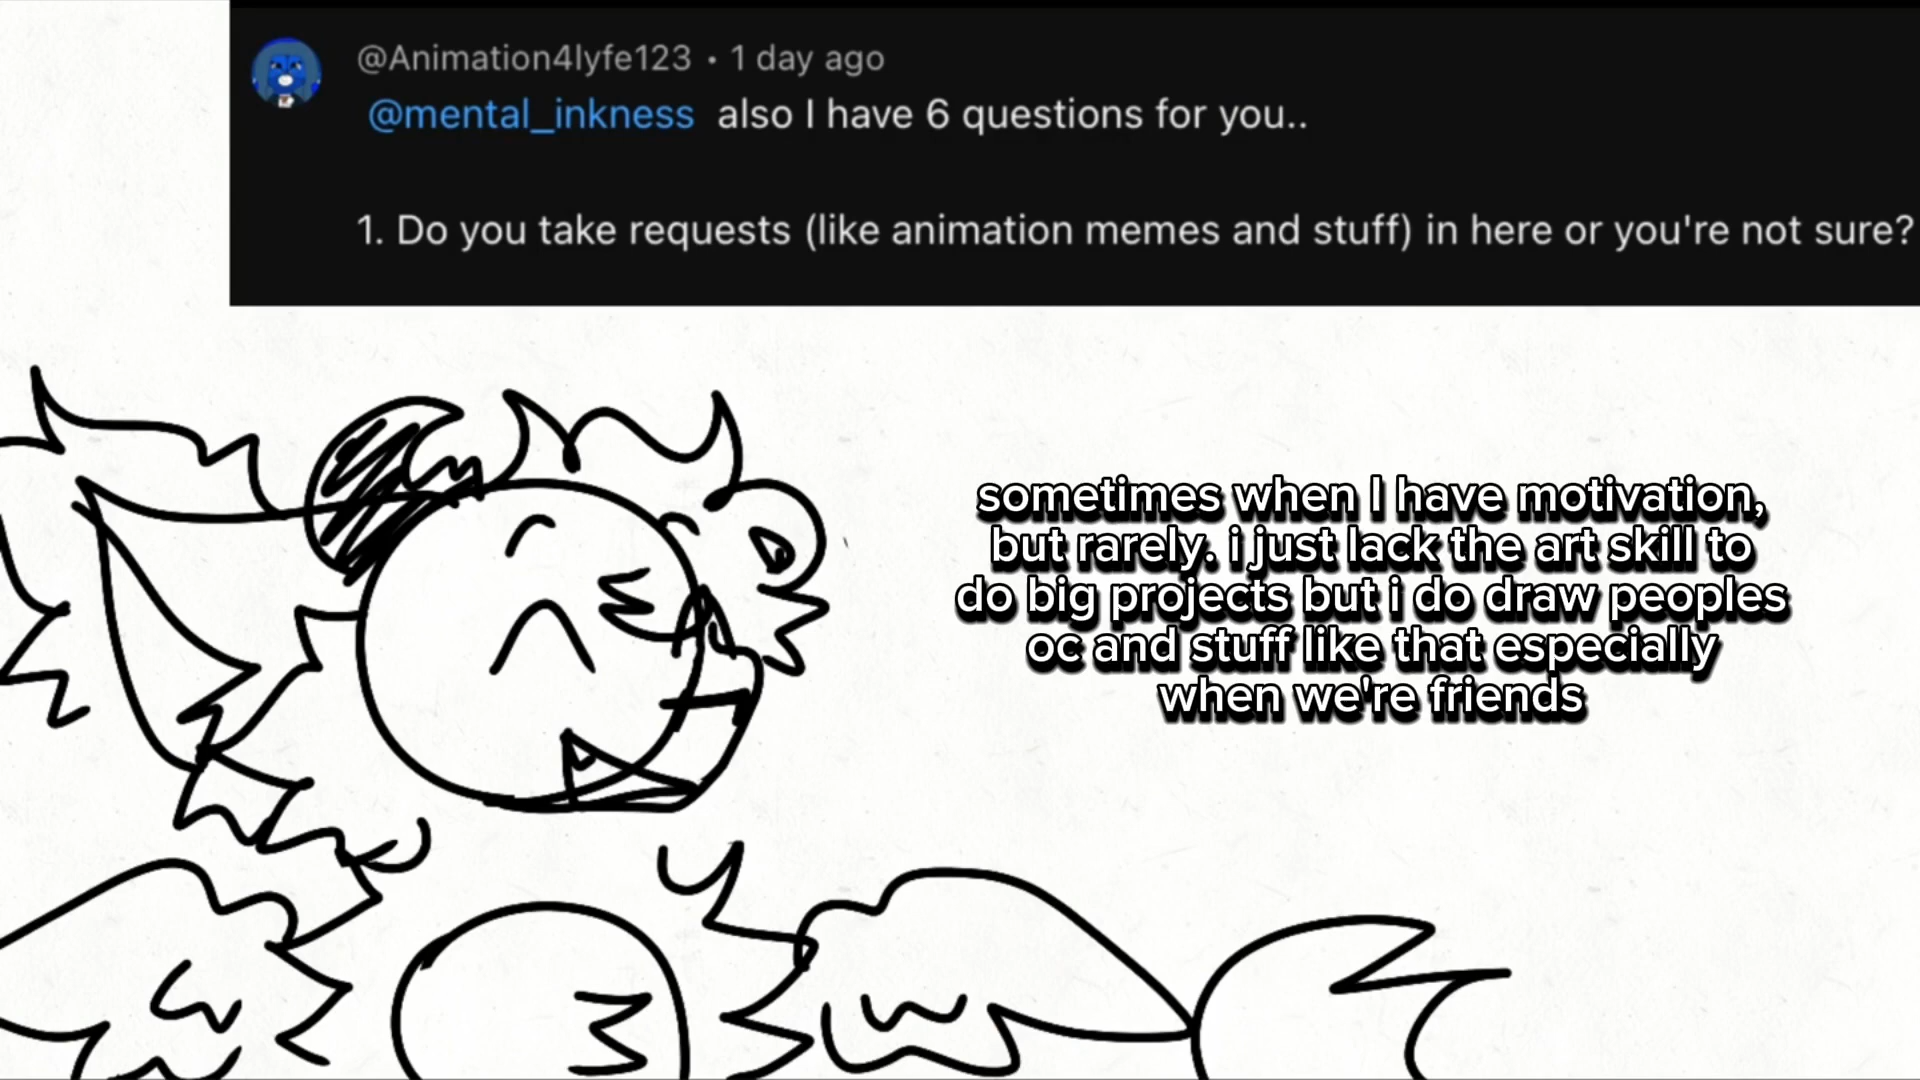 @Animation4lyfe123 • 1 day ago
@mental_inkness also I have 6 questions for you..
1. Do you take requests (like animation memes and stuff) in here or you're not sure?
sometimes when I have motivation,
but rarely. i just lack the art skill to
do big projects but i do draw peoples
oc and stuff like that especially
when we're friends